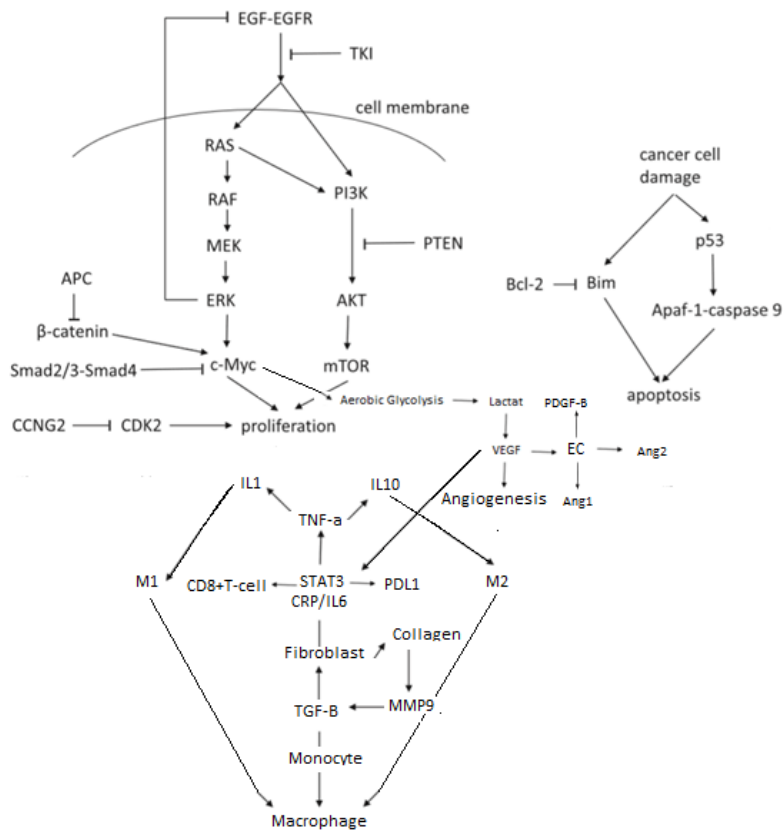 EGF-EGFR
TKI
cell membrane
RAS
cancer cell
damage
RAF
PI3K
p53
MEK
PTEN
APC
Bcl-2
Bim
ERK
AKT
Apaf-1-caspase 9
β-catenin
Smad2/3-Smad4
c-Myc
mTOR
apoptosis
Aerobic Glycolysis
Lactat
PDGF-B
CCNG2
CDK2
proliferation
VEGF
EC
Ang2
IL1
IL10
Angiogenesis
Ang1
TNF-a
M1
CD8+T-cell
STAT3
PDL1
M2
CRP/IL6
Collagen
Fibroblast
TGF-B
MMP9
Monocyte
Macrophage